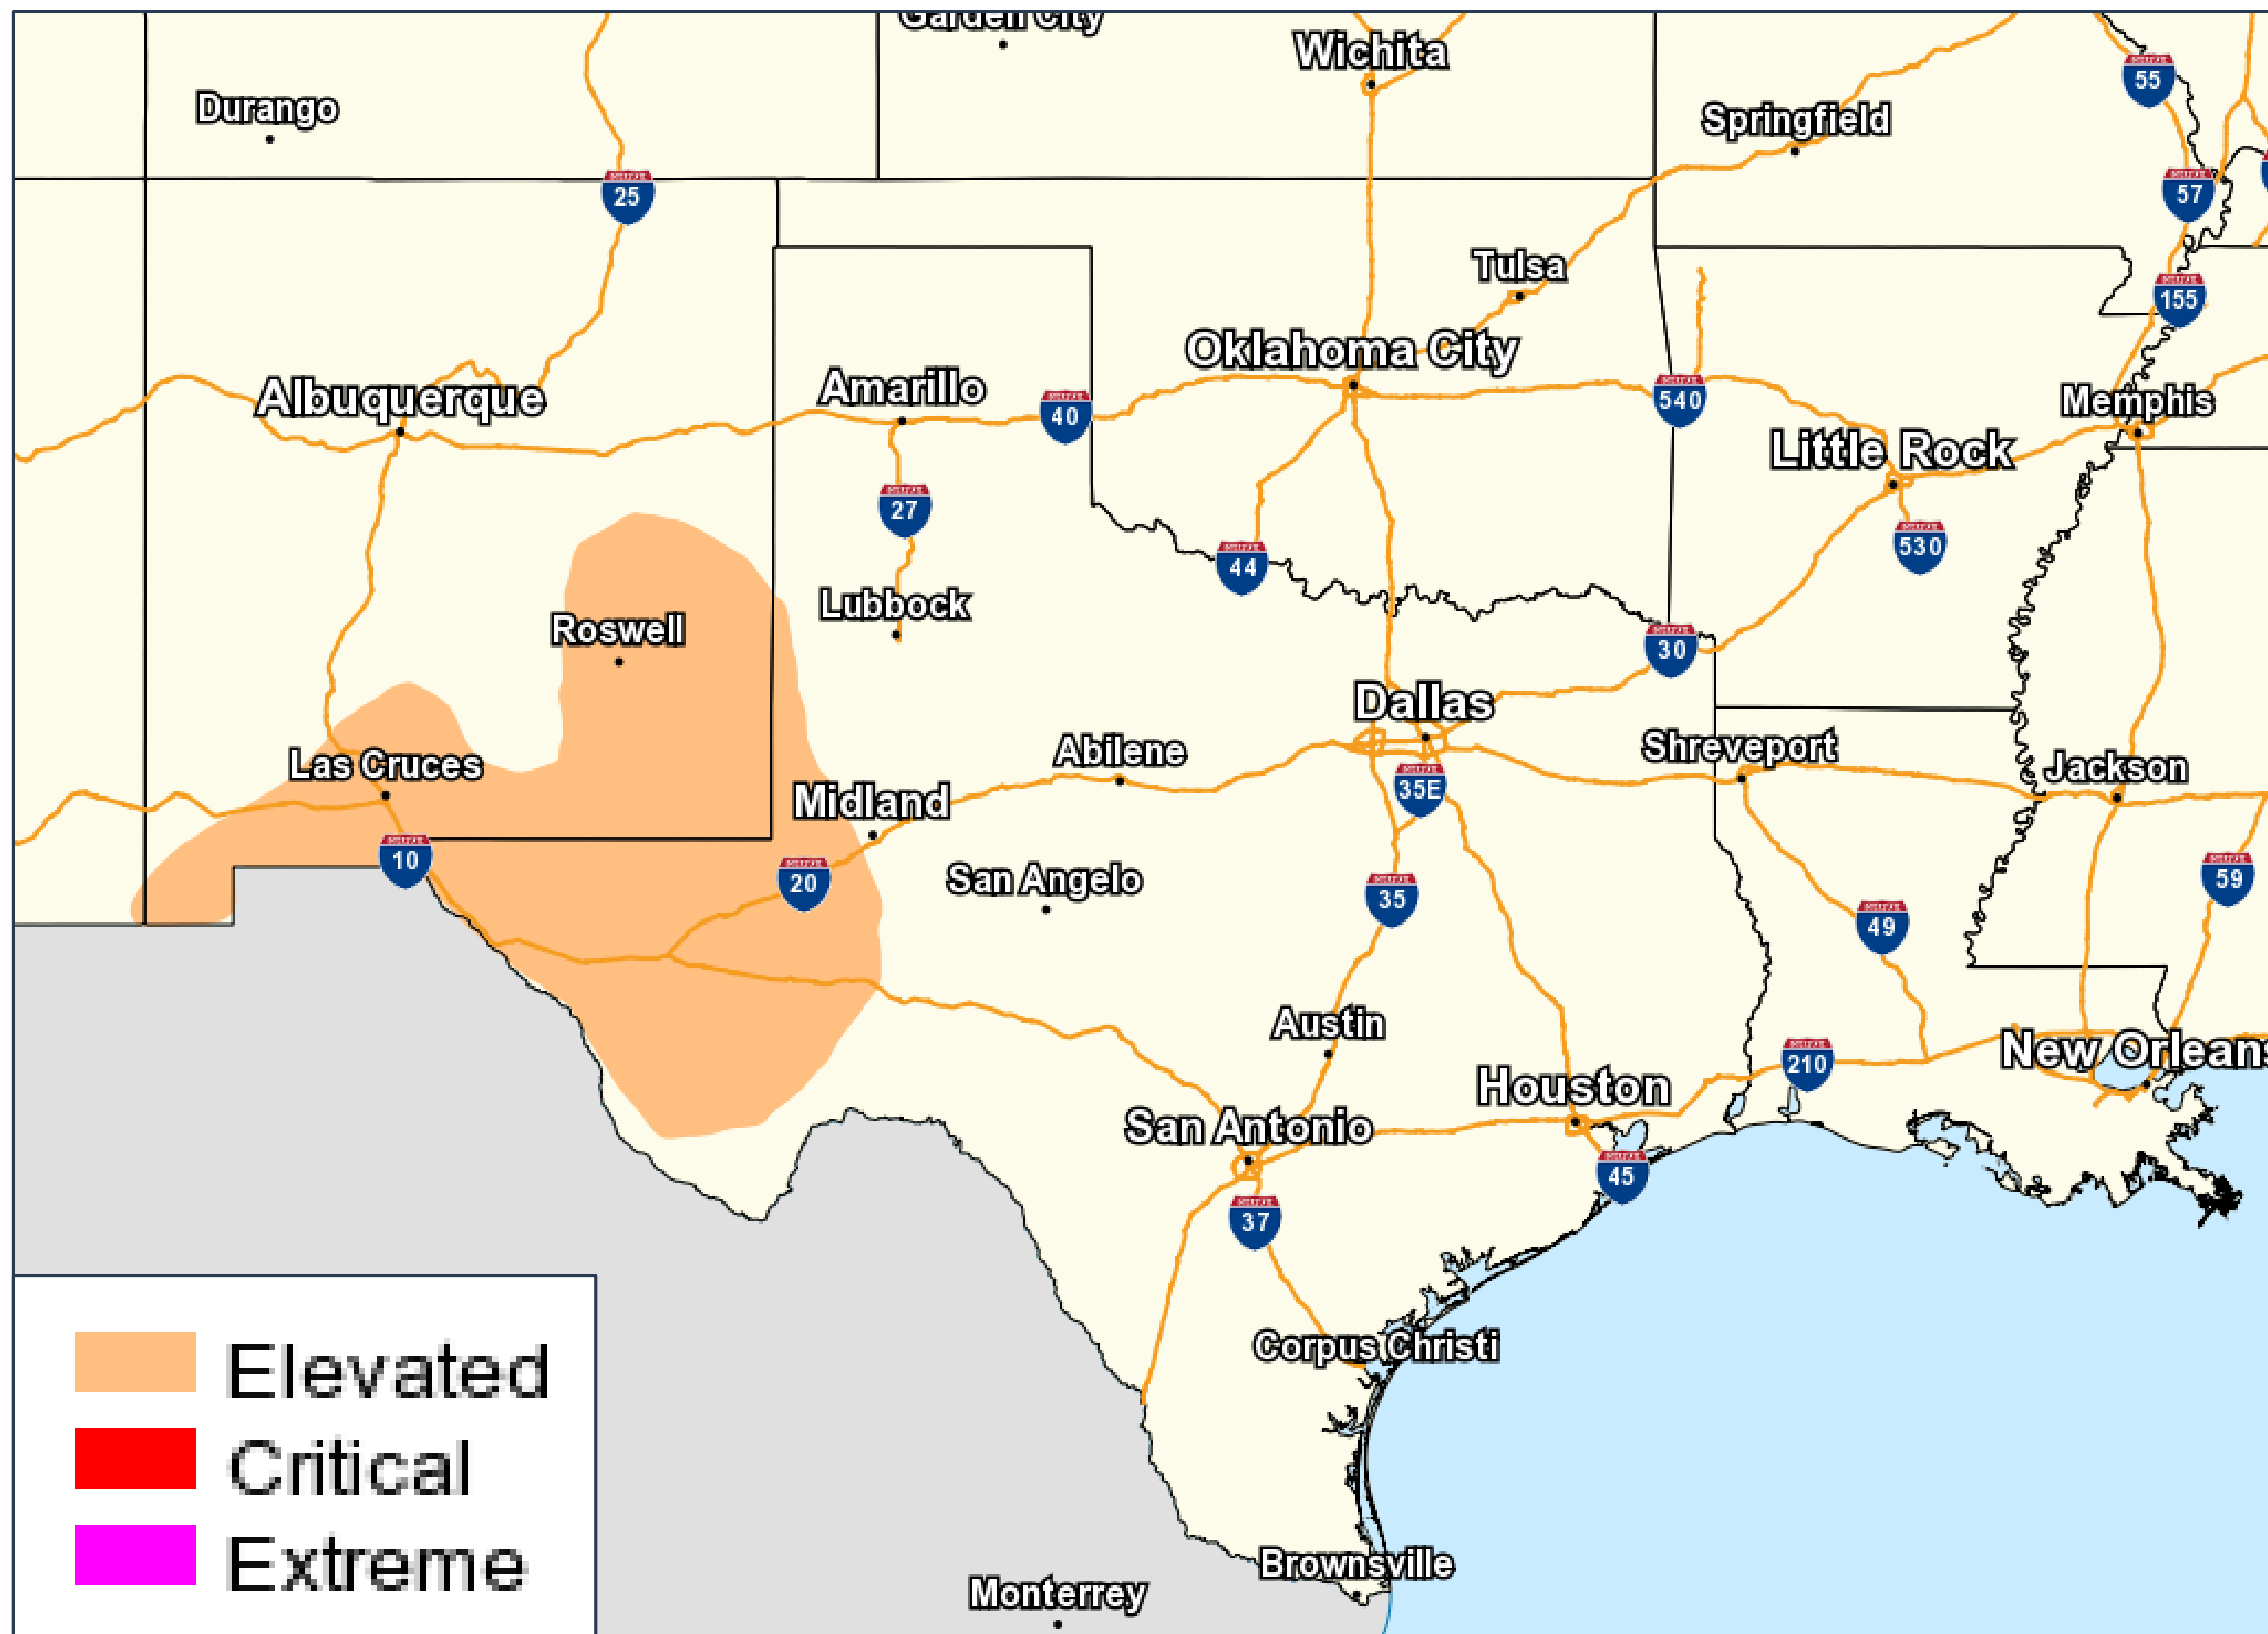 Garden City
Wichita
55
Durango
Springfield
25
57
Tulsa
155
Oklahoma City
Albuquerque
Amarillo
40
540
Memphis
Little Rock
27
530
44
Lubbock
Roswell
30
Dallas
Las Cruces
Abilene
Shreveport
Jackson
35E
Midland
10
20
San Angelo
35
59
49
Austin
New Orleans
210
Houston
San Antonio
45
37
Corpus Christi
Elevated
Critical
Extreme
Brownsville
Monterrey